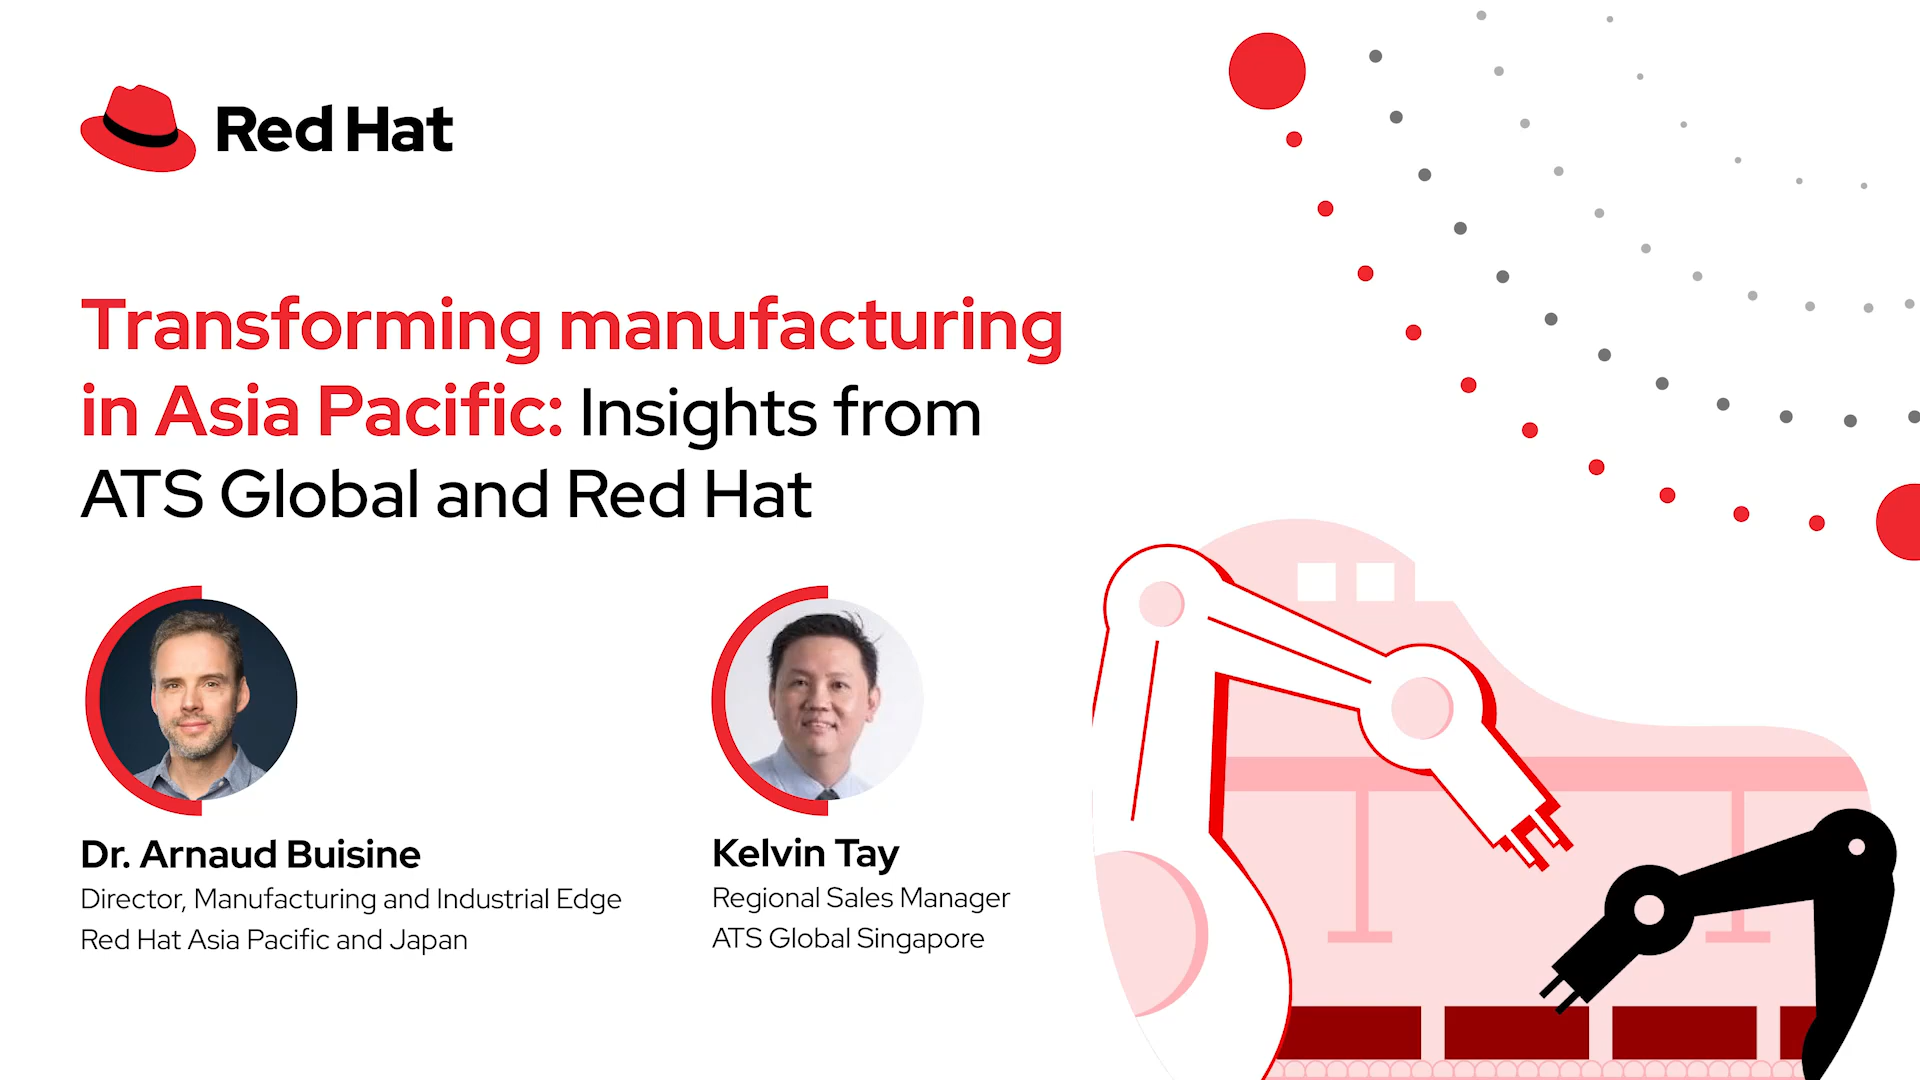 Red Hat
Transforming manufacturing
in Asia Pacific: Insights from
ATS Global and Red Hat
Dr. Arnaud Buisine
Director, Manufacturing and Industrial Edge
Red Hat Asia Pacific and Japan
Kelvin Tay
Regional Sales Manager
ATS Global Singapore